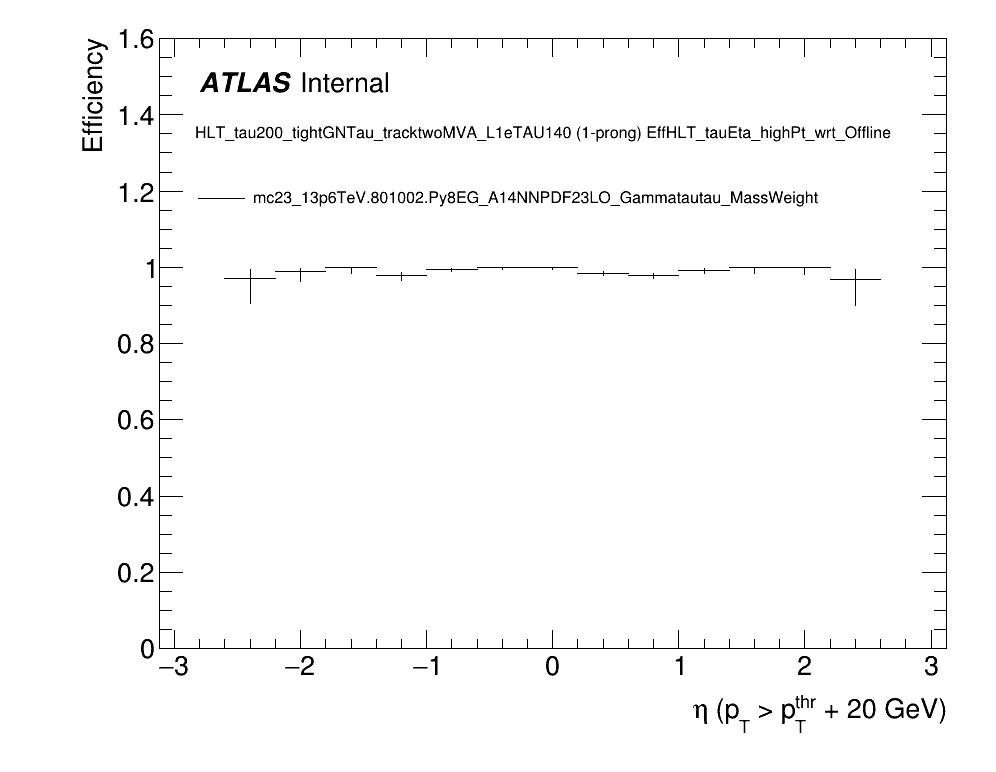 Efficiency
1.6
1.4
1.2
1
0.8
0.6
0.4
0.2
0
ATLAS Internal
HLT_tau200_tightGNTau_tracktwoMVA_L1eTAU140 (1-prong) EffHLT_tauEta_highPt_wrt_Offline
mc23_13p6TeV.801002.Py8EG_A14NNPDF23LO_Gammatautau_MassWeight
−3 −2 −1 0 1 2 3
η (p_T > p_T^thr + 20 GeV)